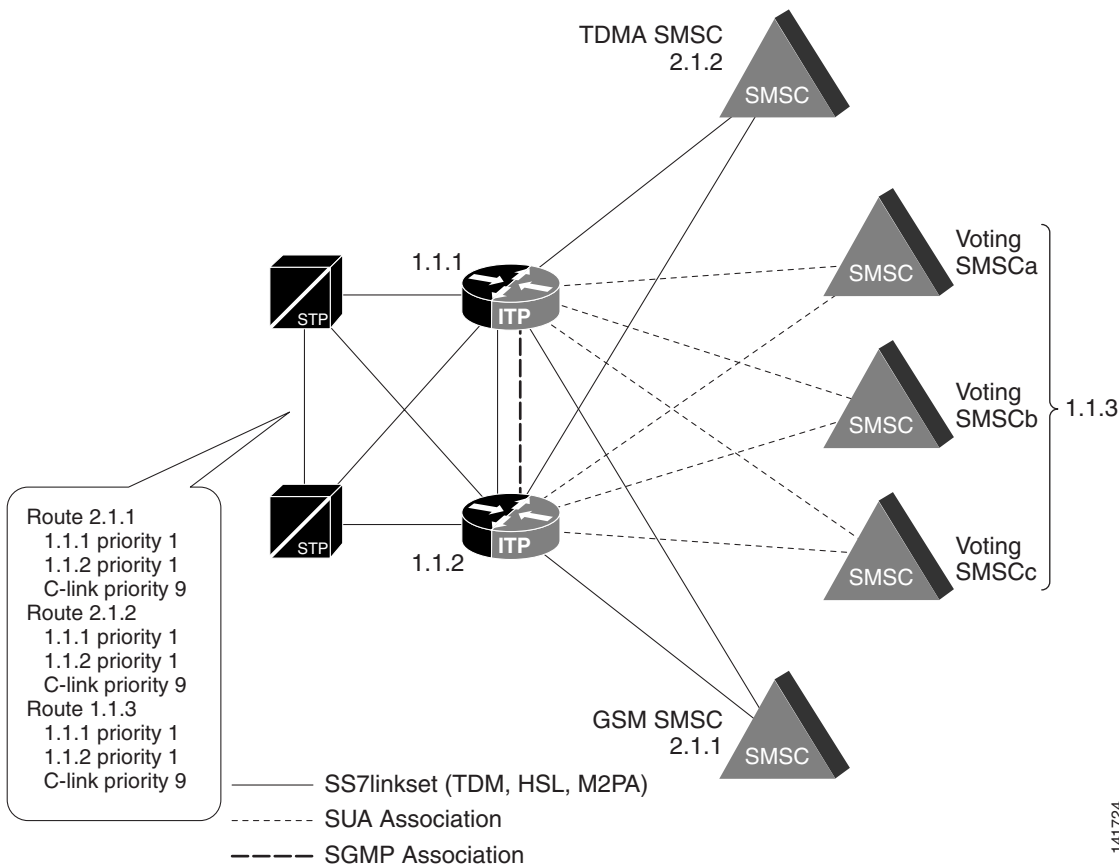 TDMA SMSC
2.1.2
SMSC
1.1.1
STP
ITP
SMSC
Voting
SMSCa
SMSC
Voting
SMSCb
1.1.3
STP
ITP
1.1.2
SMSC
Voting
SMSCc
Route 2.1.1
1.1.1 priority 1
1.1.2 priority 1
C-link priority 9
Route 2.1.2
1.1.1 priority 1
1.1.2 priority 1
C-link priority 9
Route 1.1.3
1.1.1 priority 1
1.1.2 priority 1
C-link priority 9
GSM SMSC
2.1.1
SMSC
SS7linkset (TDM, HSL, M2PA)
SUA Association
SGMP Association
141724